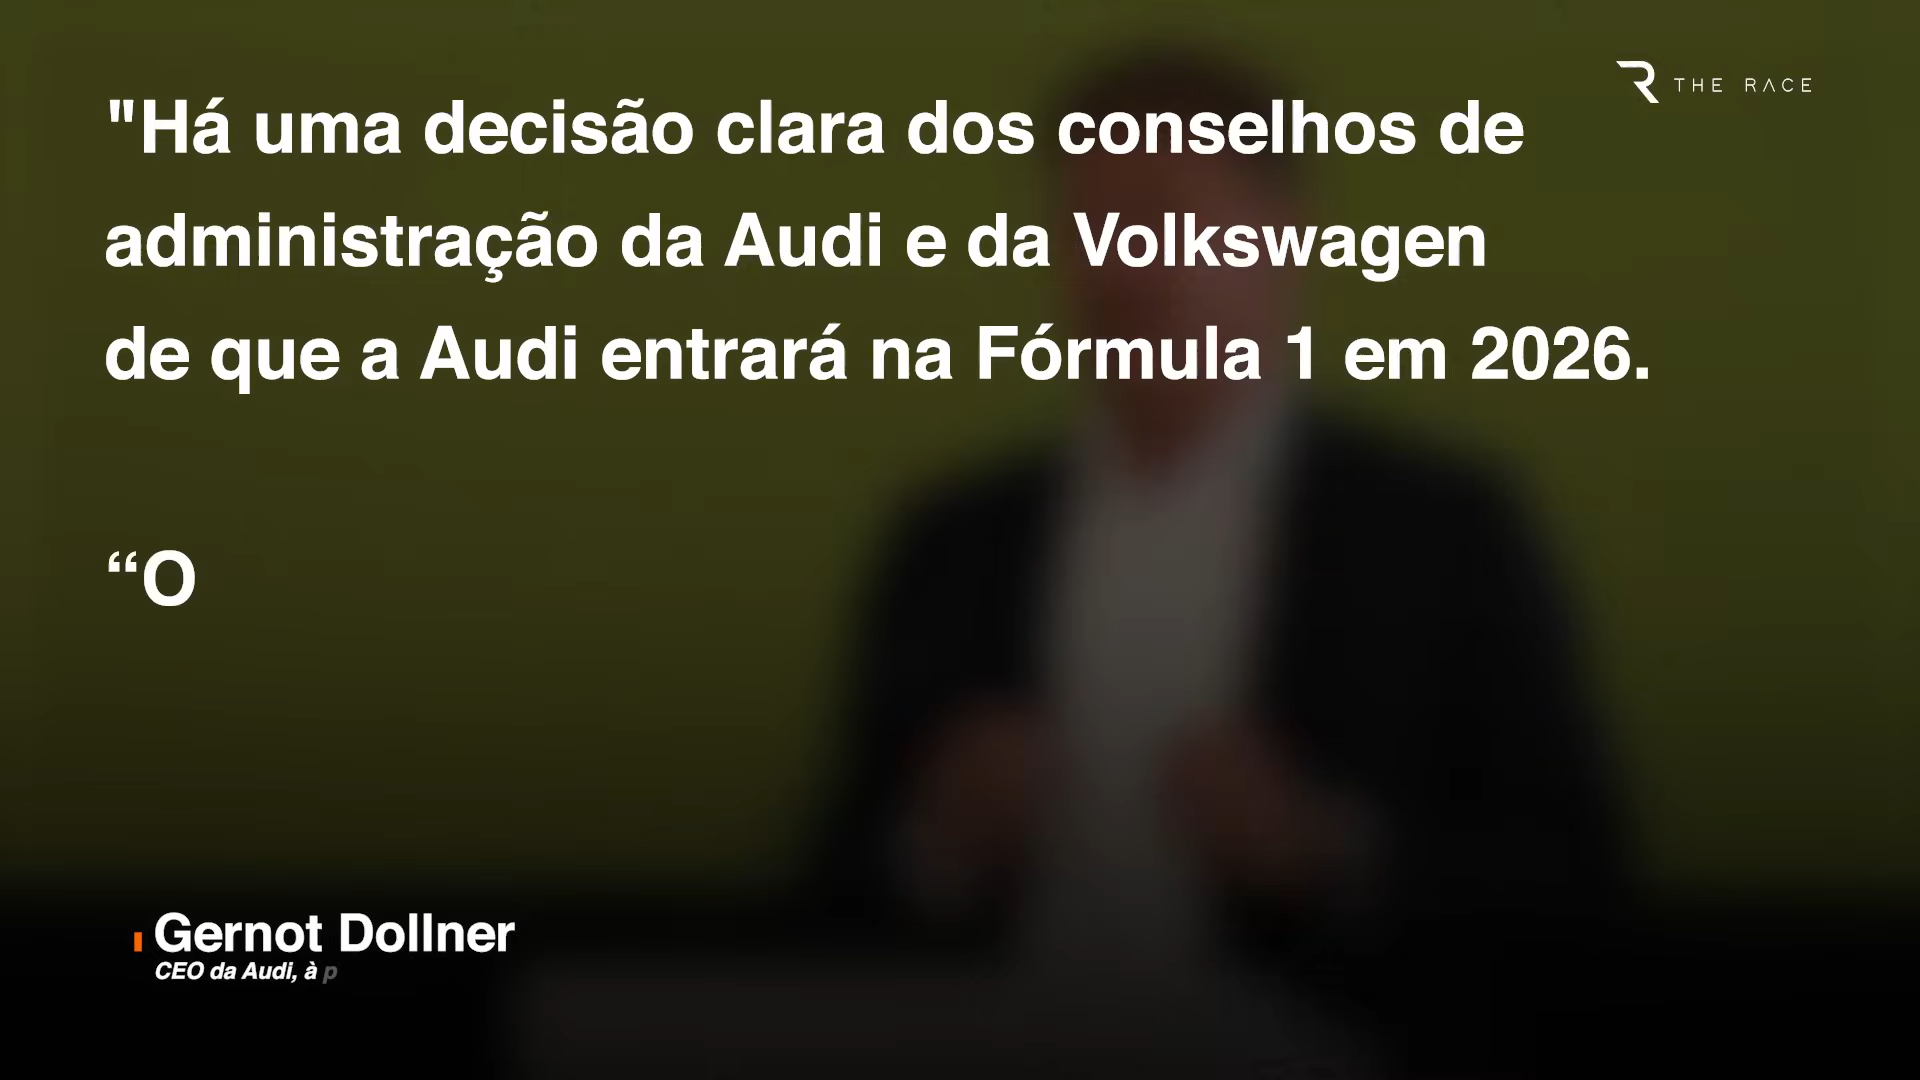 THE RACE
"Há uma decisão clara dos conselhos de
administração da Audi e da Volkswagen
de que a Audi entrará na Fórmula 1 em 2026.
“O
Gernot Dollner
CEO da Audi, à p